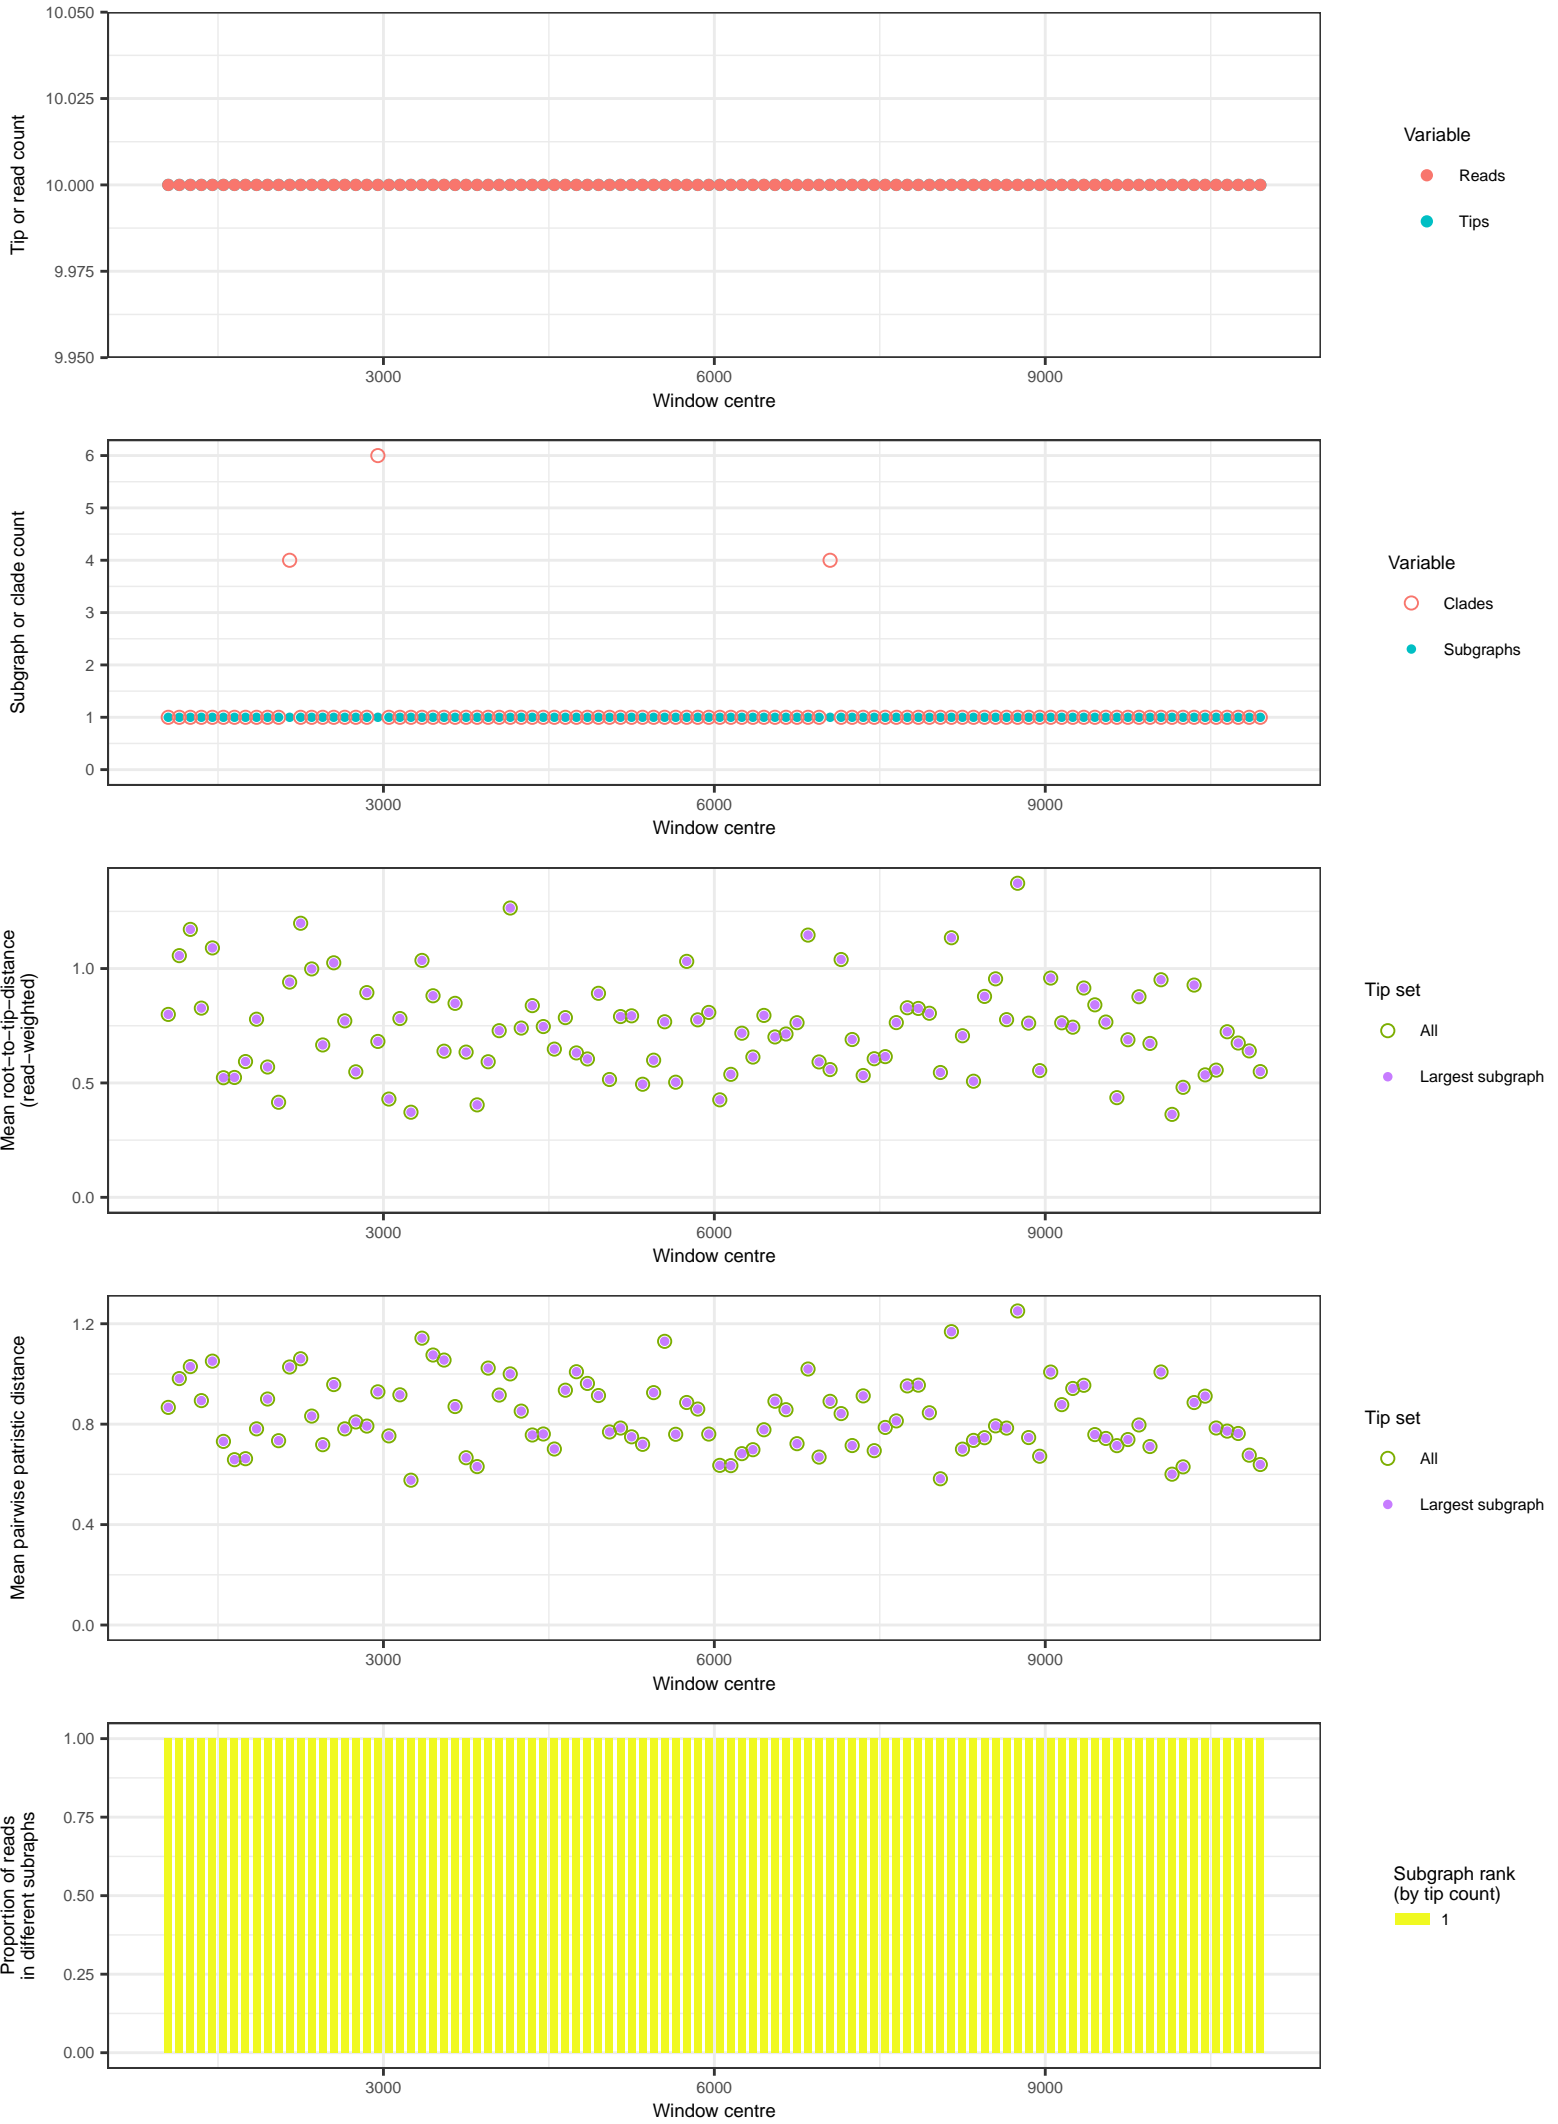 10.050
10.025
10.000
9.975
9.950
Tip or read count
3000
6000
9000
Window centre
Variable
Reads
Tips
6
5
4
3
2
1
0
Subgraph or clade count
3000
6000
9000
Window centre
Variable
Clades
Subgraphs
1.0
0.5
0.0
Mean root−to−tip−distance
(read−weighted)
3000
6000
9000
Window centre
Tip set
All
Largest subgraph
1.2
0.8
0.4
0.0
Mean pairwise patristic distance
3000
6000
9000
Window centre
Tip set
All
Largest subgraph
1.00
0.75
0.50
0.25
0.00
Proportion of reads
in different subraphs
3000
6000
9000
Window centre
Subgraph rank
(by tip count)
1